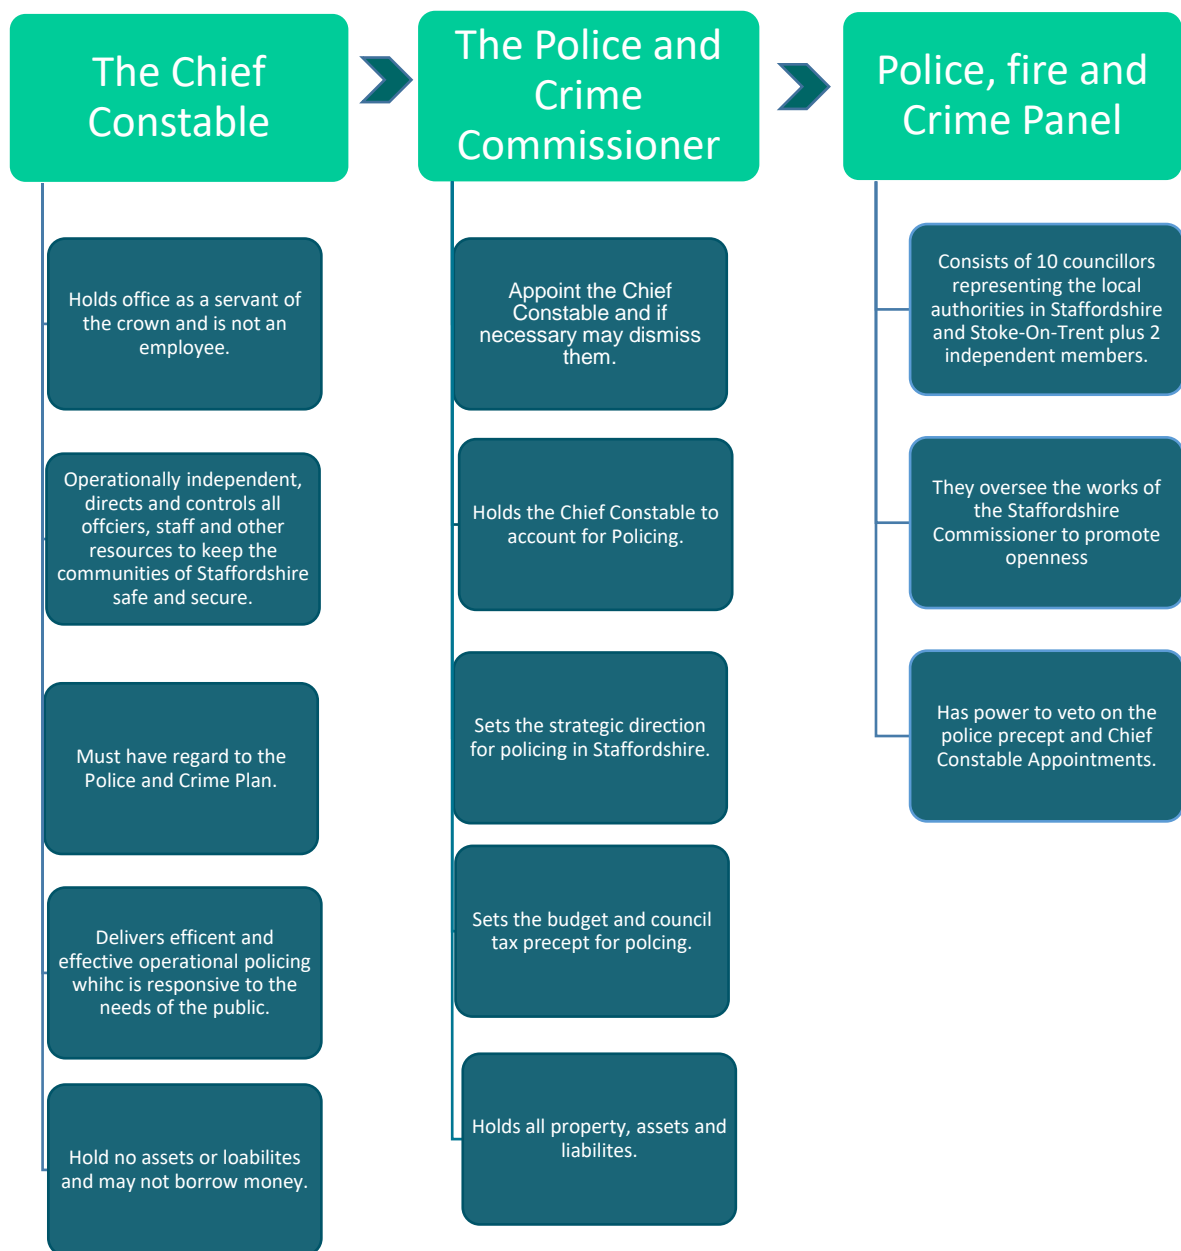 The Chief
Constable
Holds office as a servant of
the crown and is not an
employee.
Operationally independent,
directs and controls all
offciers, staff and other
resources to keep the
communities of Staffordshire
safe and secure.
Must have regard to the
Police and Crime Plan.
Delivers efficent and
effective operational policing
whihc is responsive to the
needs of the public.
Hold no assets or loabilites
and may not borrow money.
The Police and
Crime
Commissioner
Appoint the Chief
Constable and if
necessary may dismiss
them.
Holds the Chief Constable to
account for Policing.
Sets the strategic direction
for policing in Staffordshire.
Sets the budget and council
tax precept for polcing.
Holds all property, assets and
liabilites.
Police, fire and
Crime Panel
Consists of 10 councillors
representing the local
authorities in Staffordshire
and Stoke-On-Trent plus 2
independent members.
They oversee the works of
the Staffordshire
Commissioner to promote
openness
Has power to veto on the
police precept and Chief
Constable Appointments.